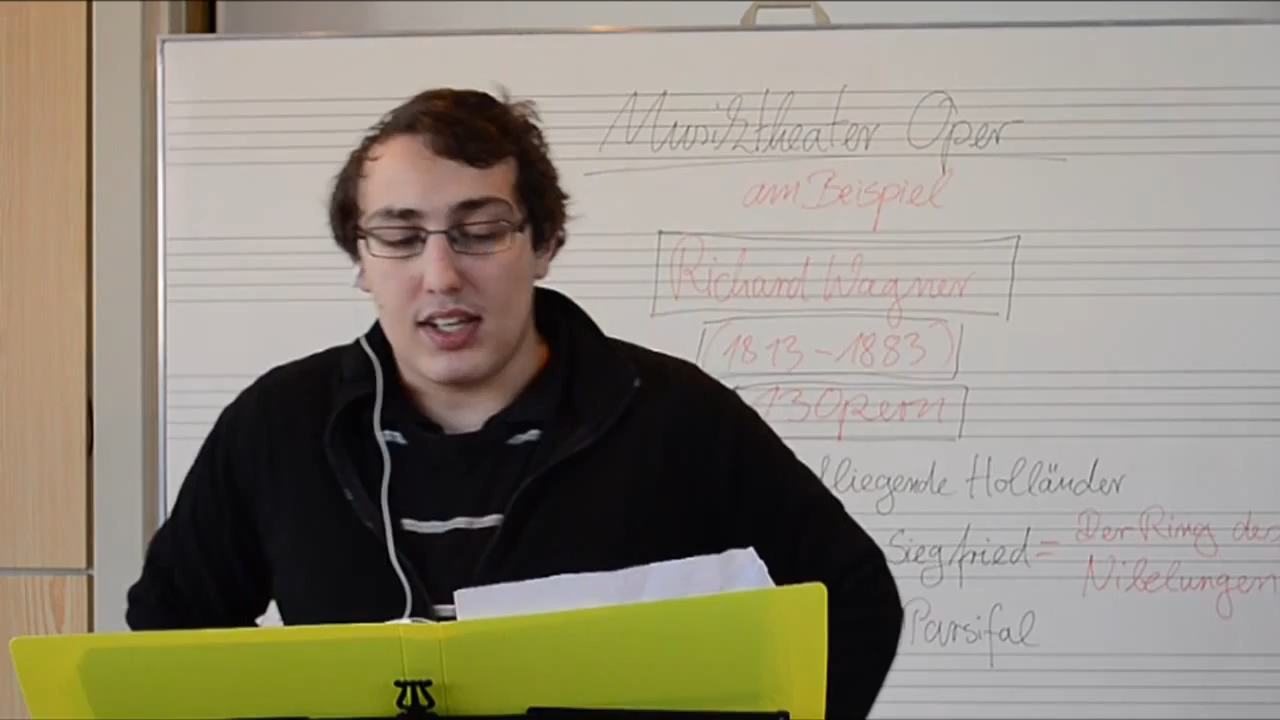 Musiktheater Oper
am Beispiel
Richard Wagner
(1813-1883)
13 Opern
fliegende Holländer
Siegfried = Der Ring des
Nibelungen
Parsifal